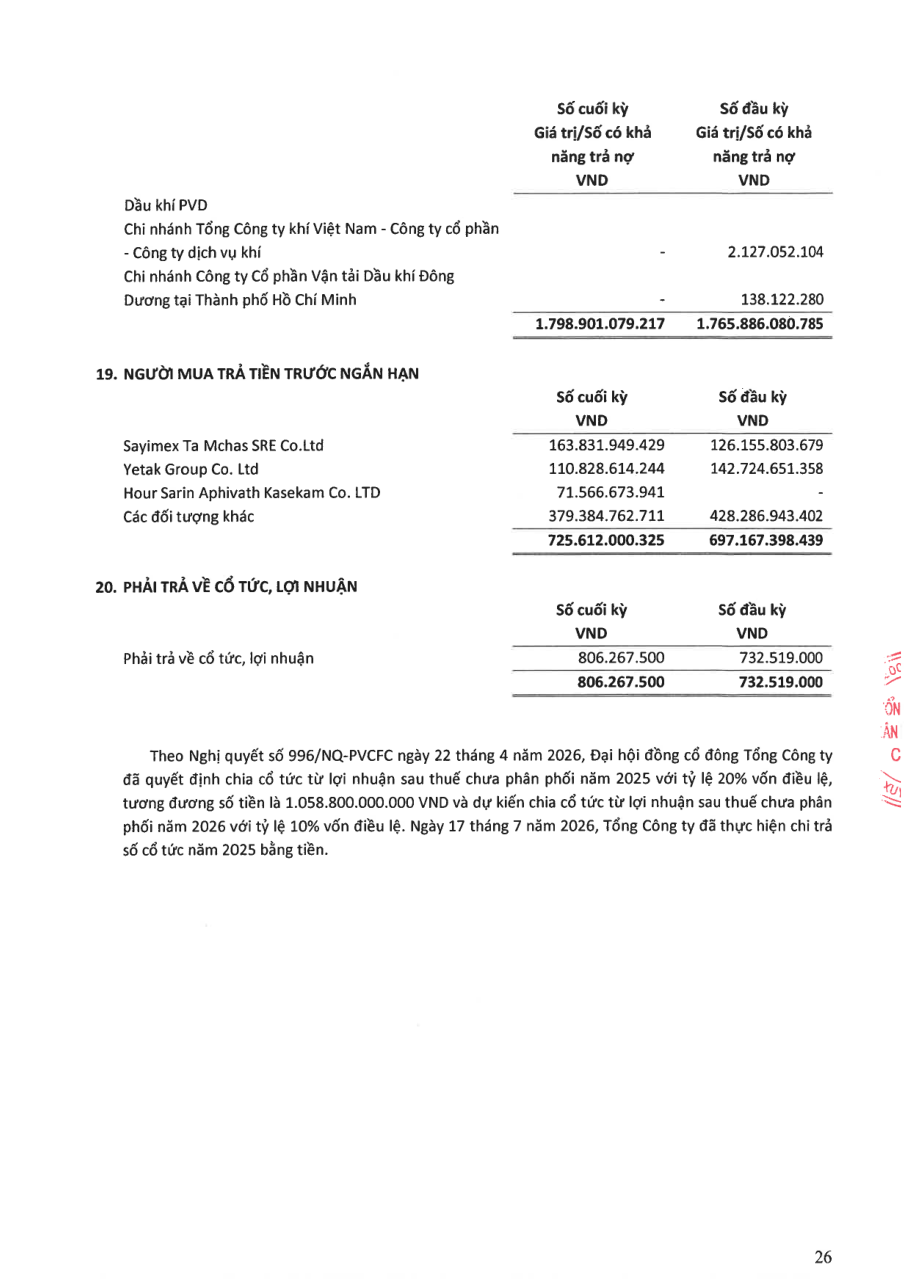 Số cuối kỳ Số đầu kỳ
Giá trị/Số có khả Giá trị/Số có khả
năng trả nợ năng trả nợ
VND VND
Dầu khí PVD
Chi nhánh Tổng Công ty khí Việt Nam - Công ty cổ phần
- Công ty dịch vụ khí - 2.127.052.104
Chi nhánh Công ty Cổ phần Vận tải Dầu khí Đông
Dương tại Thành phố Hồ Chí Minh - 138.122.280
1.798.901.079.217 1.765.886.080.785
19. NGƯỜI MUA TRẢ TIỀN TRƯỚC NGẮN HẠN
Số cuối kỳ Số đầu kỳ
VND VND
Sayimex Ta Mchas SRE Co.Ltd 163.831.949.429 126.155.803.679
Yetak Group Co. Ltd 110.828.614.244 142.724.651.358
Hour Sarin Aphivath Kasekam Co. LTD 71.566.673.941 -
Các đối tượng khác 379.384.762.711 428.286.943.402
725.612.000.325 697.167.398.439
20. PHẢI TRẢ VỀ CỔ TỨC, LỢI NHUẬN
Số cuối kỳ Số đầu kỳ
VND VND
Phải trả về cổ tức, lợi nhuận 806.267.500 732.519.000
806.267.500 732.519.000
Theo Nghị quyết số 996/NQ-PVCFC ngày 22 tháng 4 năm 2026, Đại hội đồng cổ đông Tổng Công ty
đã quyết định chia cổ tức từ lợi nhuận sau thuế chưa phân phối năm 2025 với tỷ lệ 20% vốn điều lệ,
tương đương số tiền là 1.058.800.000.000 VND và dự kiến chia cổ tức từ lợi nhuận sau thuế chưa phân
phối năm 2026 với tỷ lệ 10% vốn điều lệ. Ngày 17 tháng 7 năm 2026, Tổng Công ty đã thực hiện chi trả
số cổ tức năm 2025 bằng tiền.
ỔN
ÂN
C
26